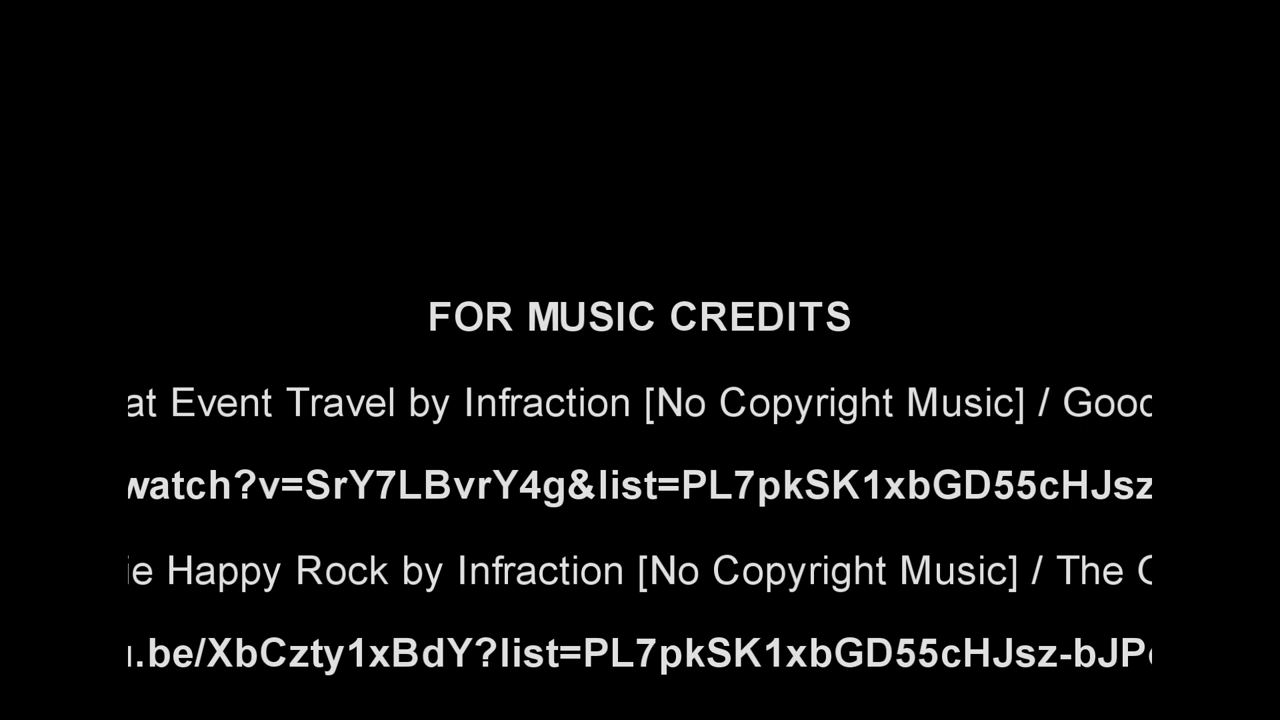 FOR MUSIC CREDITS
at Event Travel by Infraction [No Copyright Music] / Good
watch?v=SrY7LBvrY4g&list=PL7pkSK1xbGD55cHJsz
ie Happy Rock by Infraction [No Copyright Music] / The
u.be/XbCzty1xBdY?list=PL7pkSK1xbGD55cHJsz-bJP